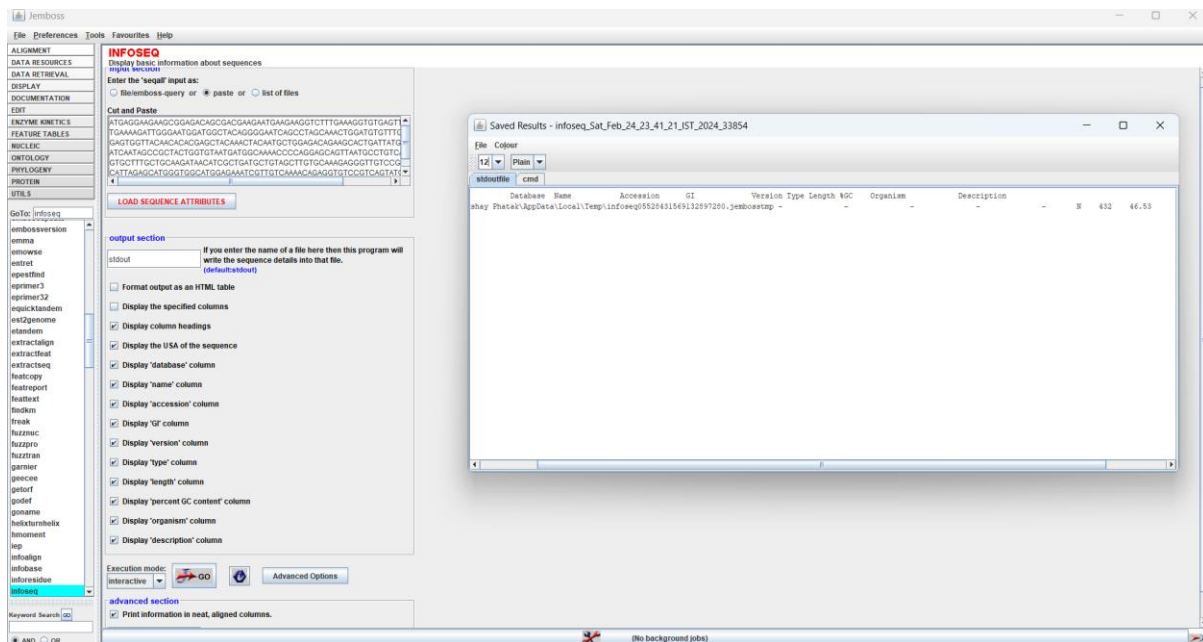 Jemboss
File Preferences Tools Favourites Help
ALIGNMENT
DATA RESOURCES
DATA RETRIEVAL
DISPLAY
DOCUMENTATION
EDIT
ENZYME KINETICS
FEATURE TABLES
NUCLEIC
ONTOLOGY
PHYLOGENY
PROTEIN
UTILS
GoTo: infoseq
embossversion
emma
emowse
entret
epestfind
eprimer3
eprimer32
equicktandem
est2genome
etandem
extractalign
extractfeat
extractseq
featcopy
featreport
feattext
findkm
freak
fuzznuc
fuzzpro
fuzztran
garnier
geecee
getorf
godef
goname
helixturnhelix
hmoment
iep
infoalign
infobase
inforesidue
infoseq
Keyword Search GO
AND OR
INFOSEQ
Display basic information about sequences
input section
Enter the 'seqall' input as:
file/emboss-query or paste or list of files
Cut and Paste
ATGAGGAAGAAGCGGAGACAGCGACGAAGAATGAAGAAGGTCTTTGAAAGGTGTGAGTT
TGAAAAGATTGGGAATGGATGGCTACAGGGGAATCAGCCTAGCAAACTGGATGTGTTTG
GAGTGGTTACAACACACGAGCTACAAACTACAATGCTGGAGACAGAAGCACTGATTATG
ATCAATAGCCGCTACTGGTGTAATGATGGCAAAACCCCAGGAGCAGTTAATGCCTGTC
GTGCTTTGCTGCAAGATAACATCGCTGATGCTGTAGCTTGTGCAAAGAGGGTTGTCCG
CATTAGAGCATGGGTGGCATGGAGAAATCGTTGTCAAAACAGAGGTGTCCGTCAGTAT
LOAD SEQUENCE ATTRIBUTES
output section
stdout
If you enter the name of a file here then this program will
write the sequence details into that file.
(default:stdout)
Format output as an HTML table
Display the specified columns
Display column headings
Display the USA of the sequence
Display 'database' column
Display 'name' column
Display 'accession' column
Display 'GI' column
Display 'version' column
Display 'type' column
Display 'length' column
Display 'percent GC content' column
Display 'organism' column
Display 'description' column
Execution mode:
interactive GO Advanced Options
advanced section
Print information in neat, aligned columns.
(No background jobs)
Saved Results - infoseq_Sat_Feb_24_23_41_21_IST_2024_33854
File Colour
12 Plain
stdoutfile cmd
Database Name Accession GI Version Type Length %GC Organism Description
shay Phatak\AppData\Local\Temp\infoseq05528431569132897280.jembosstmp - - - - - N 432 46.53